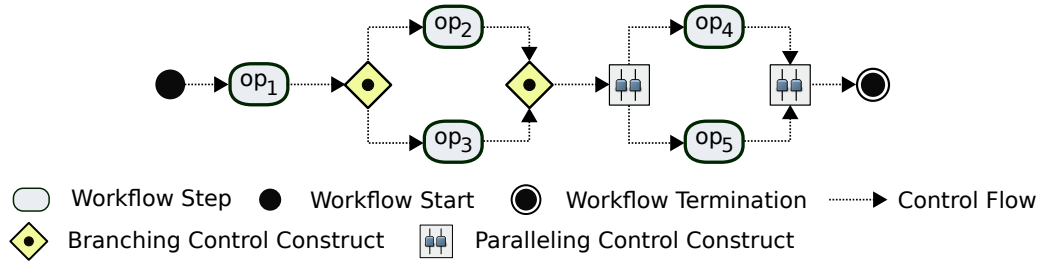 op2 op4
op1
op3 op5
Workflow Step Workflow Start Workflow Termination Control Flow
Branching Control Construct Paralleling Control Construct